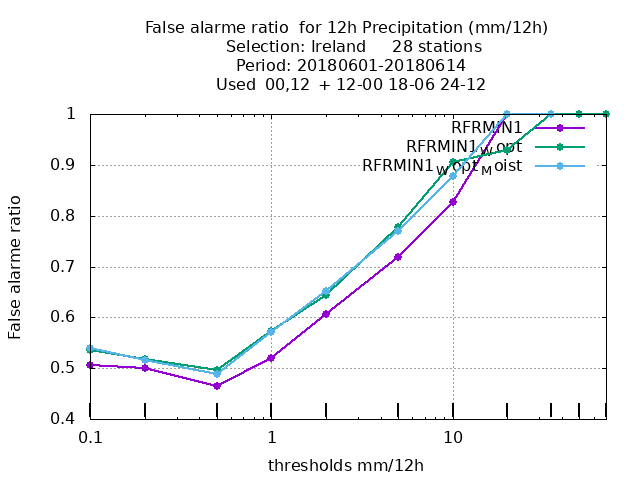 False alarme ratio  for 12h Precipitation (mm/12h)
Selection: Ireland     28 stations
Period: 20180601-20180614
Used  00,12  + 12-00 18-06 24-12
RFRMIN1
RFRMIN1_Wopt
RFRMIN1_Wopt_Moist
1
0.9
0.8
0.7
0.6
0.5
0.4
False alarme ratio
0.1
1
10
thresholds mm/12h